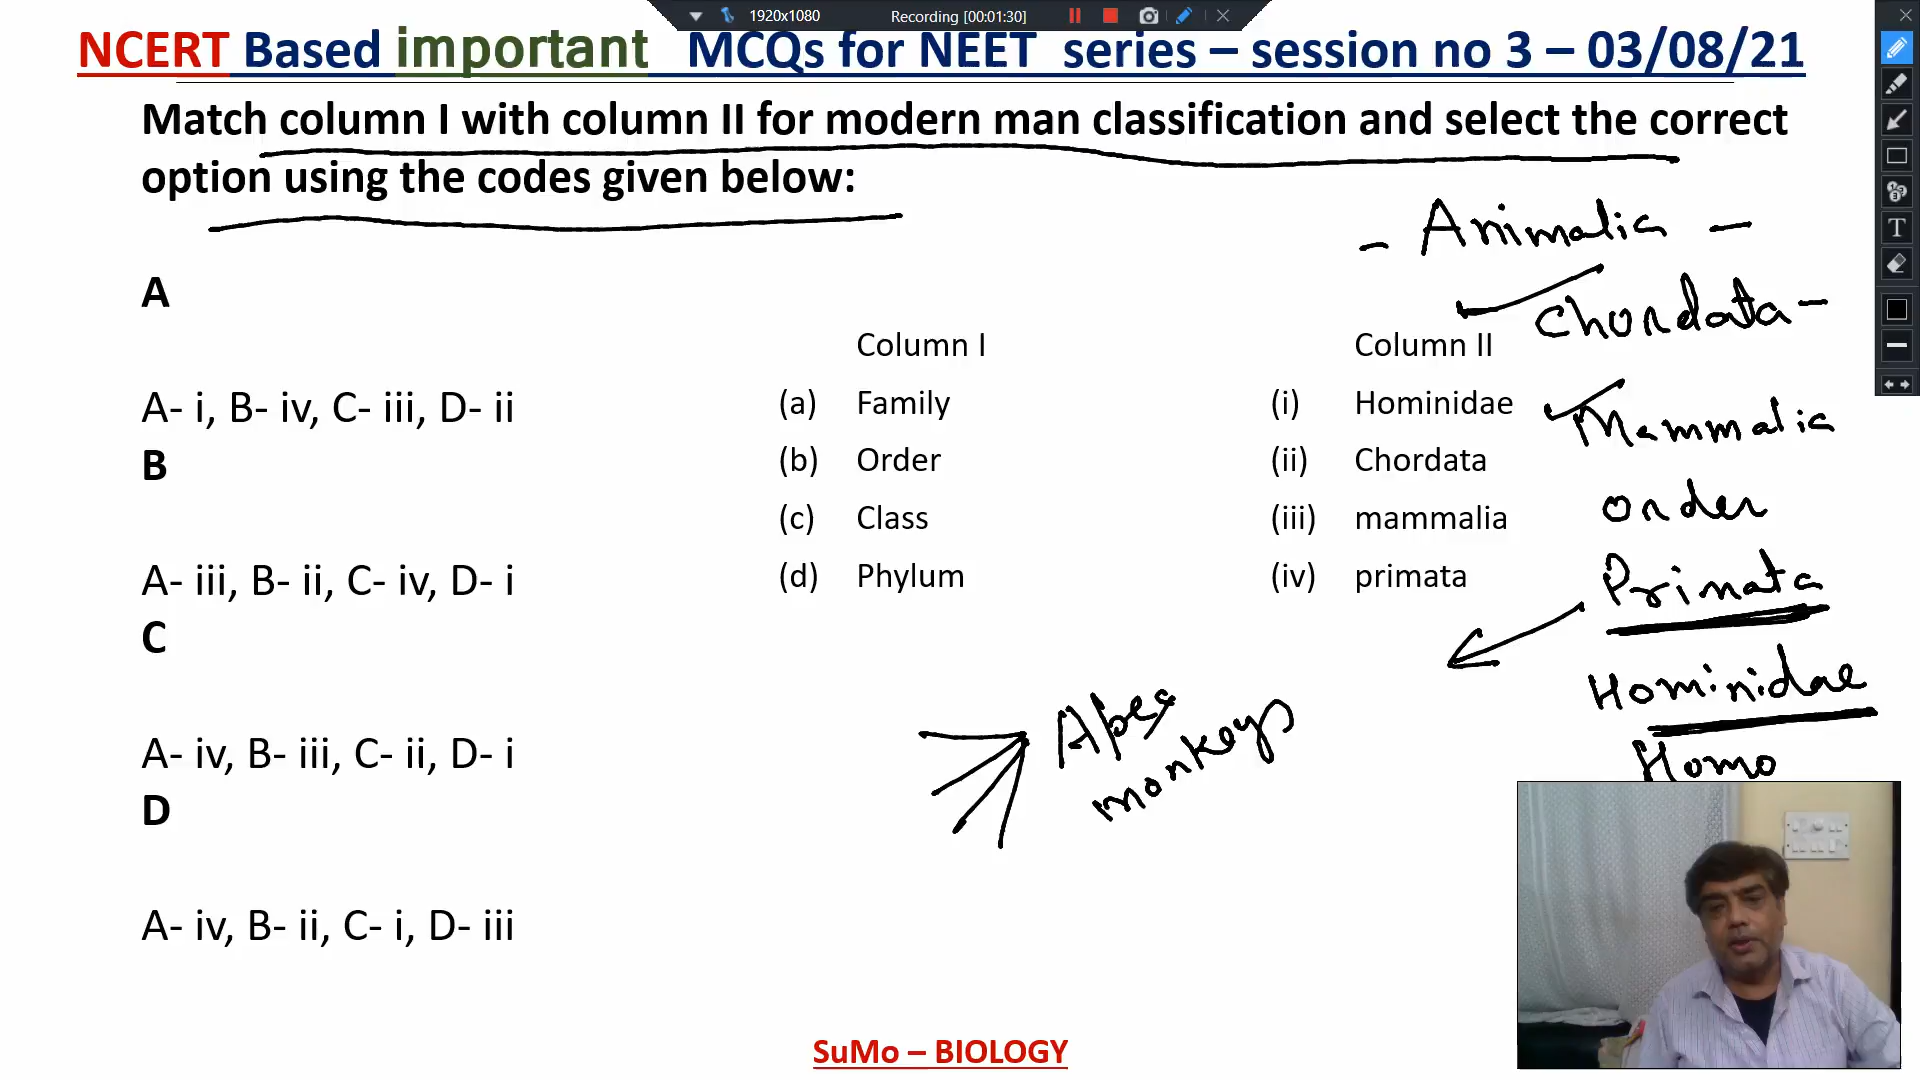 1920x1080 Recording [00:01:30]
NCERT Based important MCQs for NEET series – session no 3 – 03/08/21
Match column I with column II for modern man classification and select the correct
option using the codes given below:
- Animalia -
A
Chordata -
Column I Column II
A- i, B- iv, C- iii, D- ii
(a) Family (i) Hominidae
Mammalia
B
(b) Order (ii) Chordata
order
(c) Class (iii) mammalia
A- iii, B- ii, C- iv, D- i
(d) Phylum (iv) primata
Primata
C
Hominidae
Apes
monkeys
A- iv, B- iii, C- ii, D- i
Homo
D
A- iv, B- ii, C- i, D- iii
SuMo – BIOLOGY